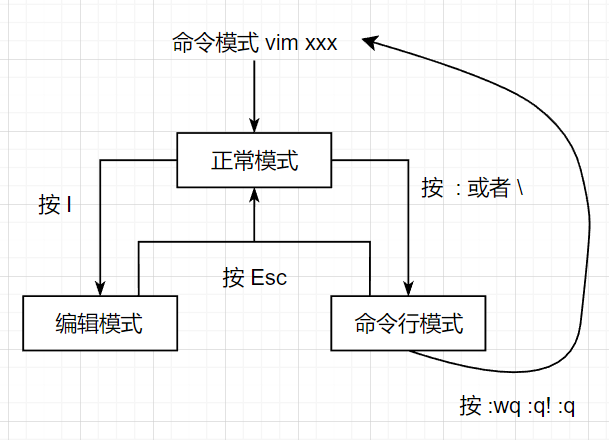 命令模式 vim xxx
正常模式
按 I
按 : 或者 \
按 Esc
编辑模式
命令行模式
按 :wq :q! :q